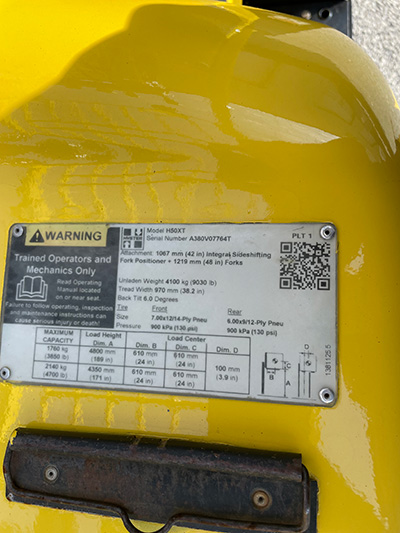 WARNING
Trained Operators and
Mechanics Only
Read Operating
Manual located
on or near seat.
Failure to follow operating, inspection
and maintenance instructions can
cause serious injury or death!
HYSTER
Model H50XT
Serial Number A380V07764T
PLT 1
Attachment: 1067 mm (42 in) Integral Sideshifting
Fork Positioner + 1219 mm (48 in) Forks
Unladen Weight 4100 kg (9030 lb)
Tread Width 970 mm (38.2 in)
Back Tilt 6.0 Degrees
Tire Front Rear
Size 7.00x12/14-Ply Pneu 6.00x9/12-Ply Pneu
Pressure 900 kPa (130 psi) 900 kPa (130 psi)
MAXIMUM CAPACITY Load Height Dim. A Load Center Dim. B Dim. C Dim. D
1760 kg (3850 lb) 4800 mm (189 in) 610 mm (24 in) 610 mm (24 in) 100 mm (3.9 in)
2140 kg (4700 lb) 4350 mm (171 in) 610 mm (24 in) 610 mm (24 in)
D
C
A
B